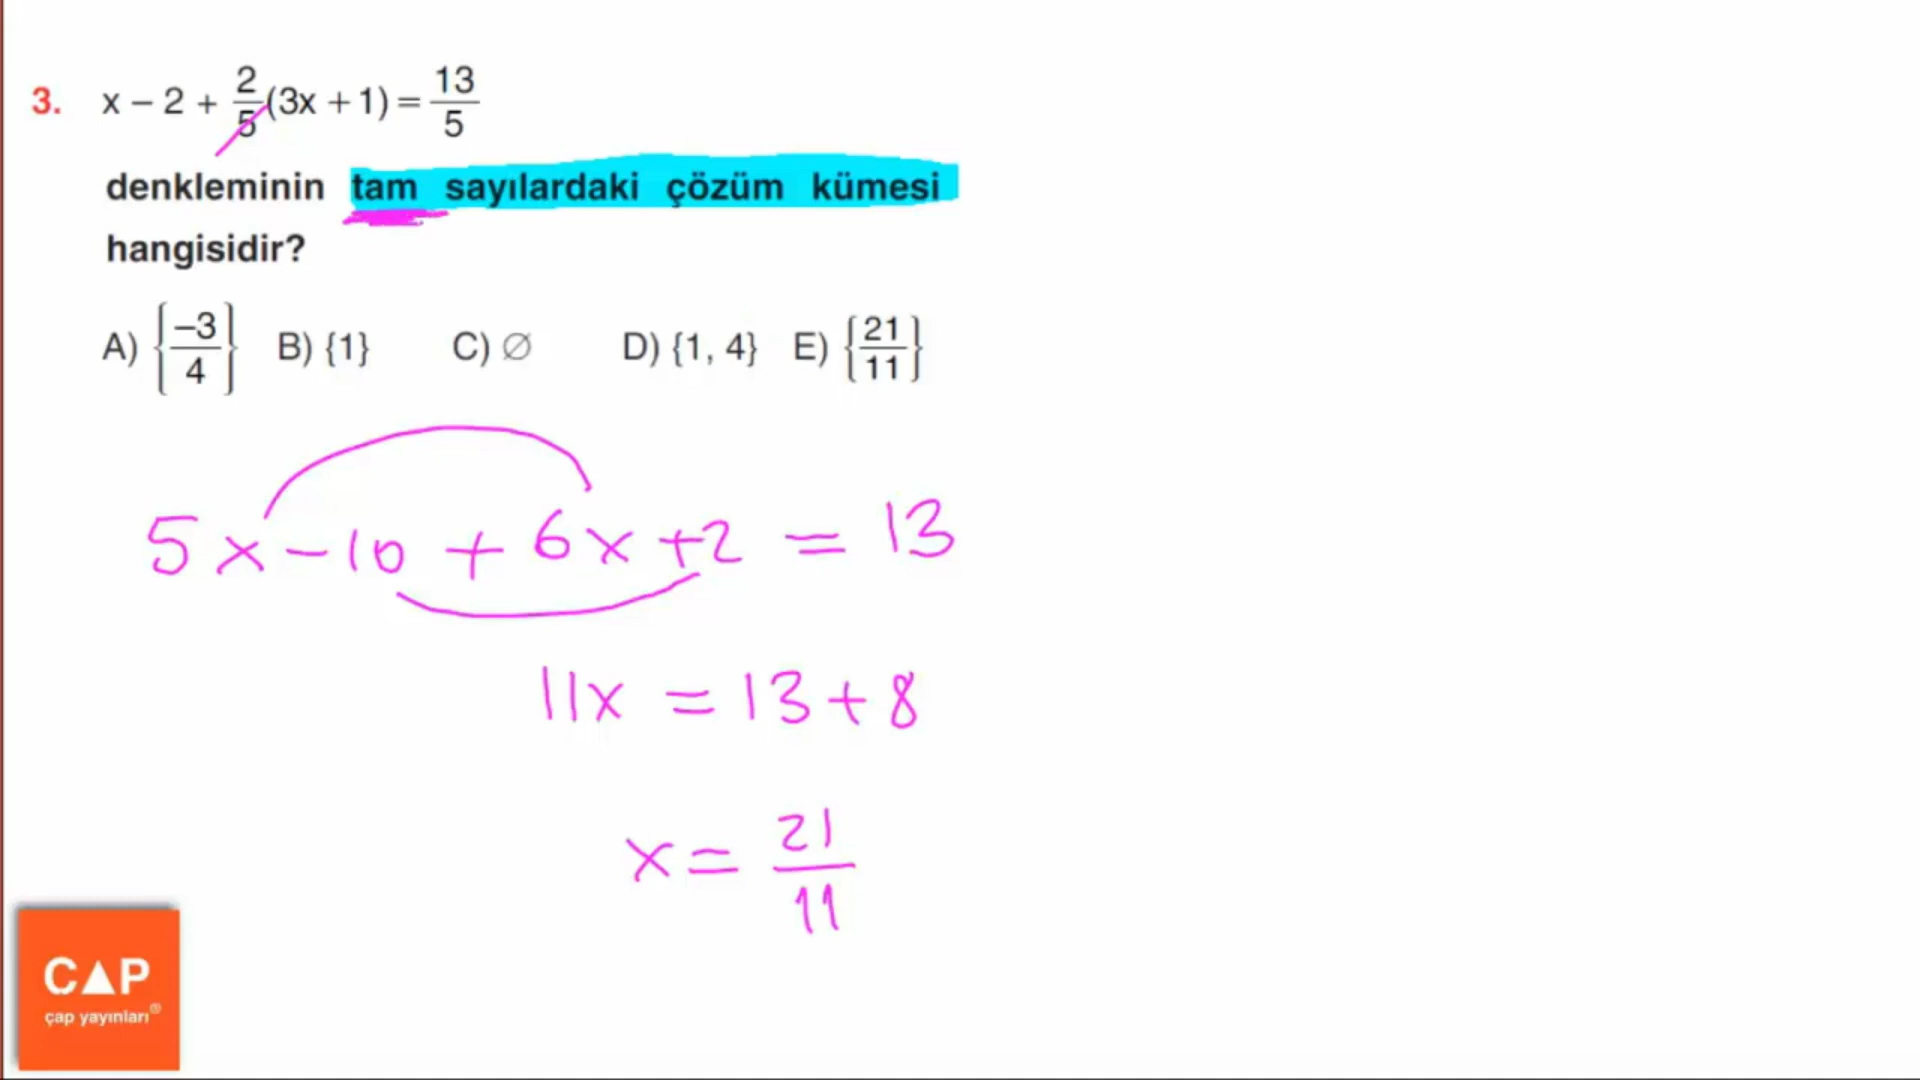 3. x – 2 + 2/5 (3x + 1) = 13/5
denkleminin tam sayılardaki çözüm kümesi
hangisidir?
A) {–3/4} B) {1} C) ∅ D) {1, 4} E) {21/11}
5x – 10 + 6x + 2 = 13
11x = 13 + 8
x = 21/11
CAP
çap yayınları®